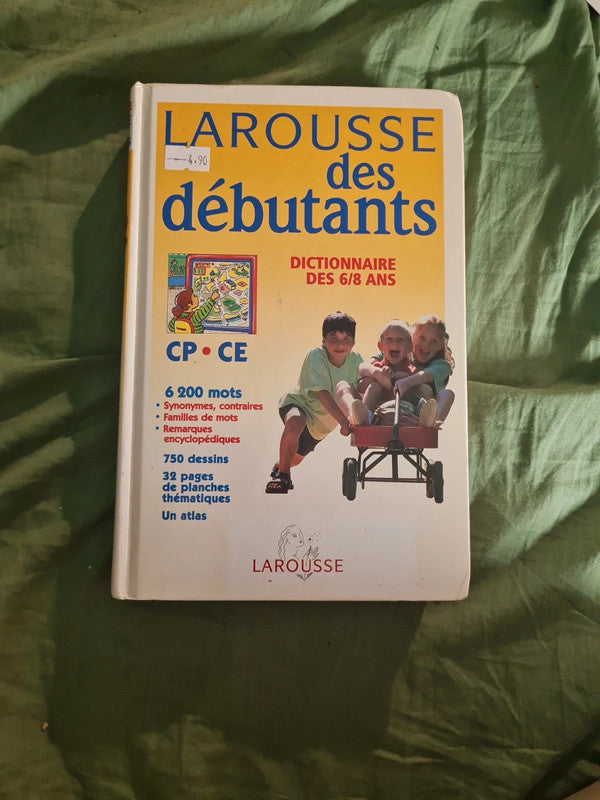 LAROUSSE
4.90
des
débutants
DICTIONNAIRE
DES 6/8 ANS
CP • CE
6 200 mots
• Synonymes, contraires
• Familles de mots
• Remarques
encyclopédiques
750 dessins
32 pages
de planches
thématiques
Un atlas
LAROUSSE